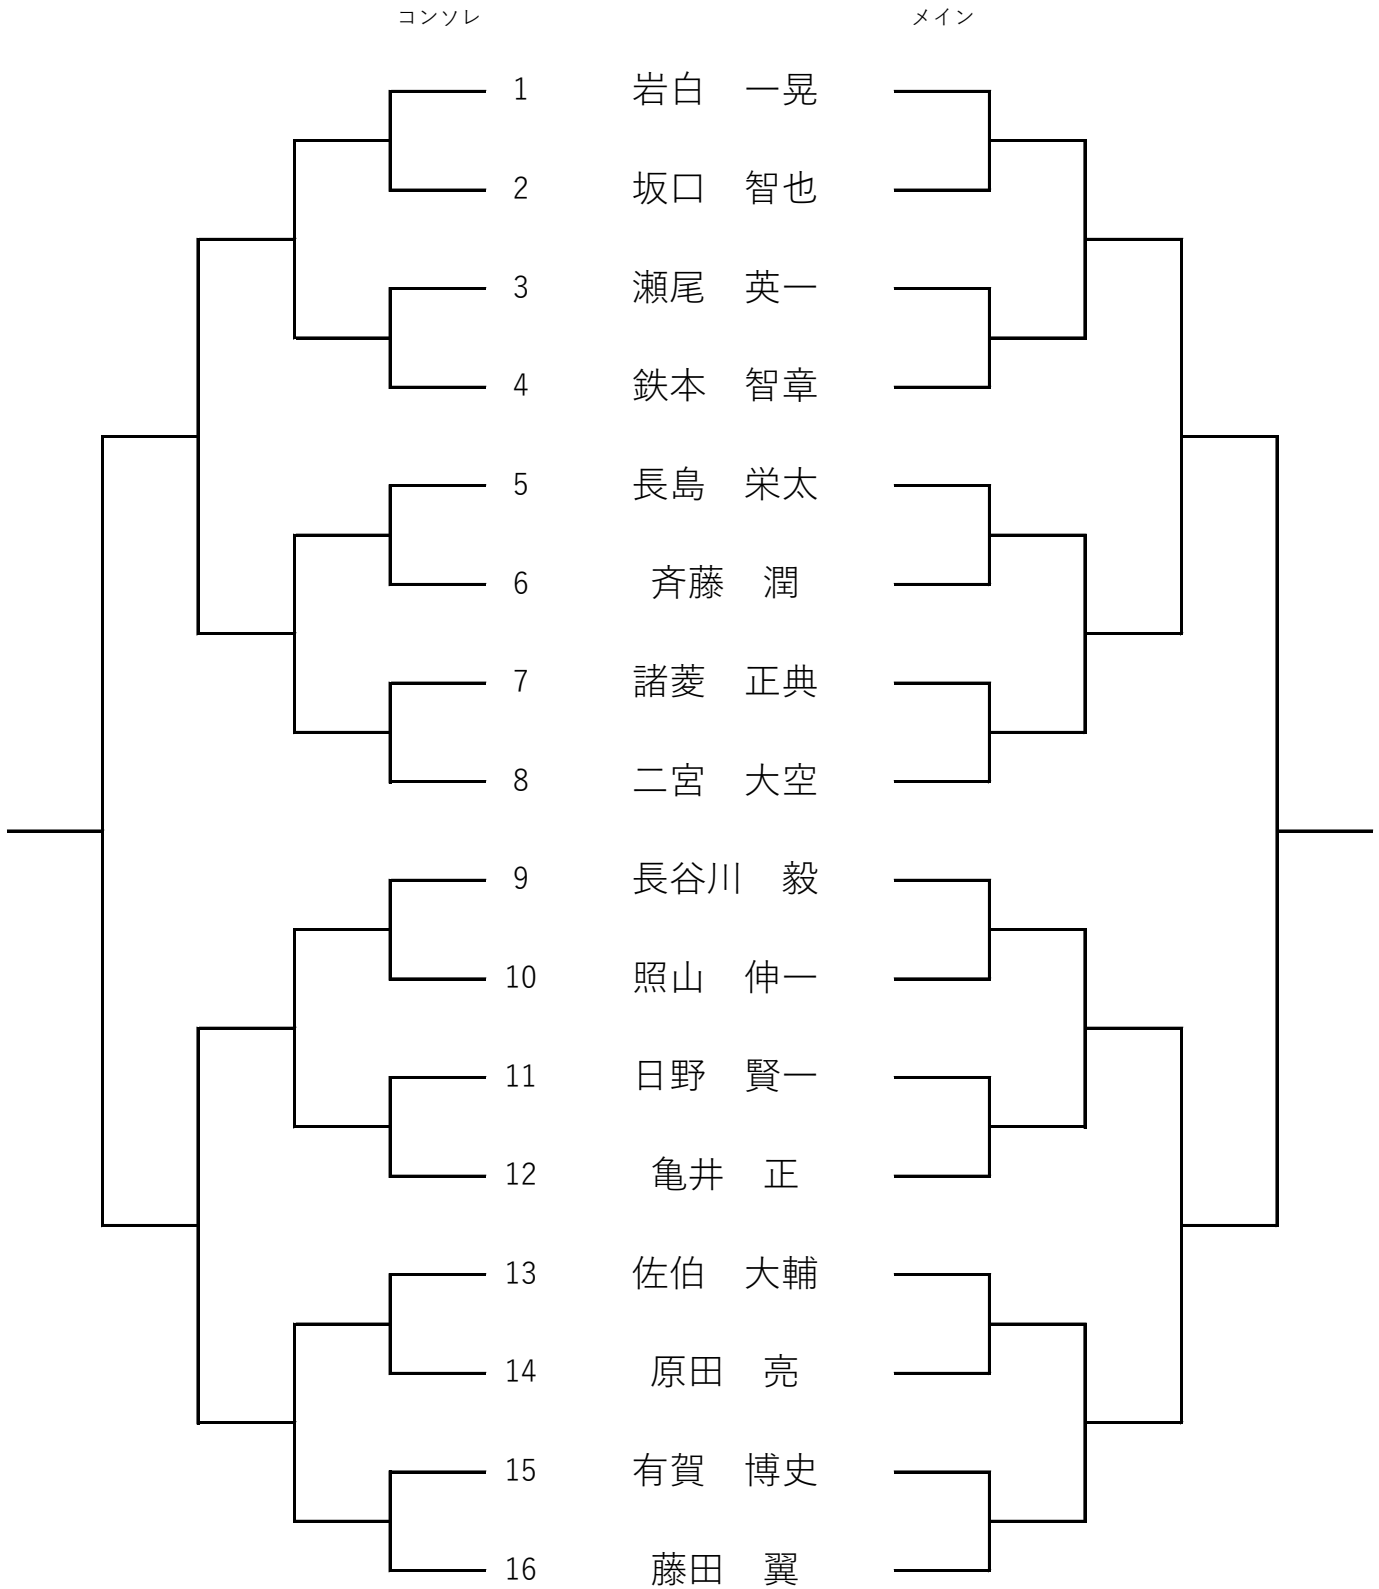 コンソレ メイン
1 岩白　一晃
2 坂口　智也
3 瀬尾　英一
4 鉄本　智章
5 長島　栄太
6 斉藤　潤
7 諸菱　正典
8 二宮　大空
9 長谷川　毅
10 照山　伸一
11 日野　賢一
12 亀井　正
13 佐伯　大輔
14 原田　亮
15 有賀　博史
16 藤田　翼